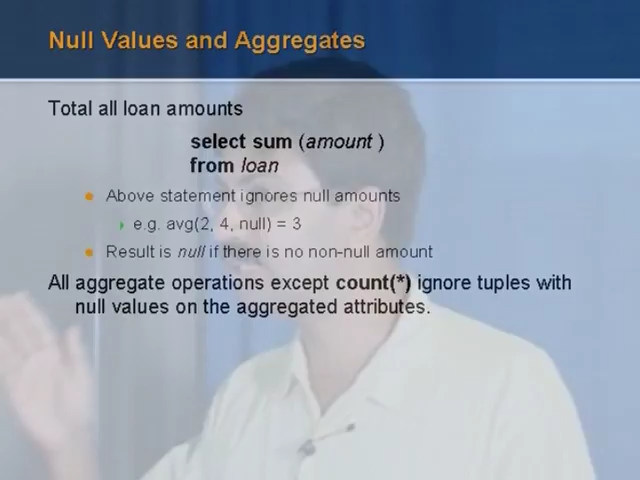 Null Values and Aggregates
Total all loan amounts
select sum (amount )
from loan
Above statement ignores null amounts
e.g. avg(2, 4, null) = 3
Result is null if there is no non-null amount
All aggregate operations except count(*) ignore tuples with
null values on the aggregated attributes.